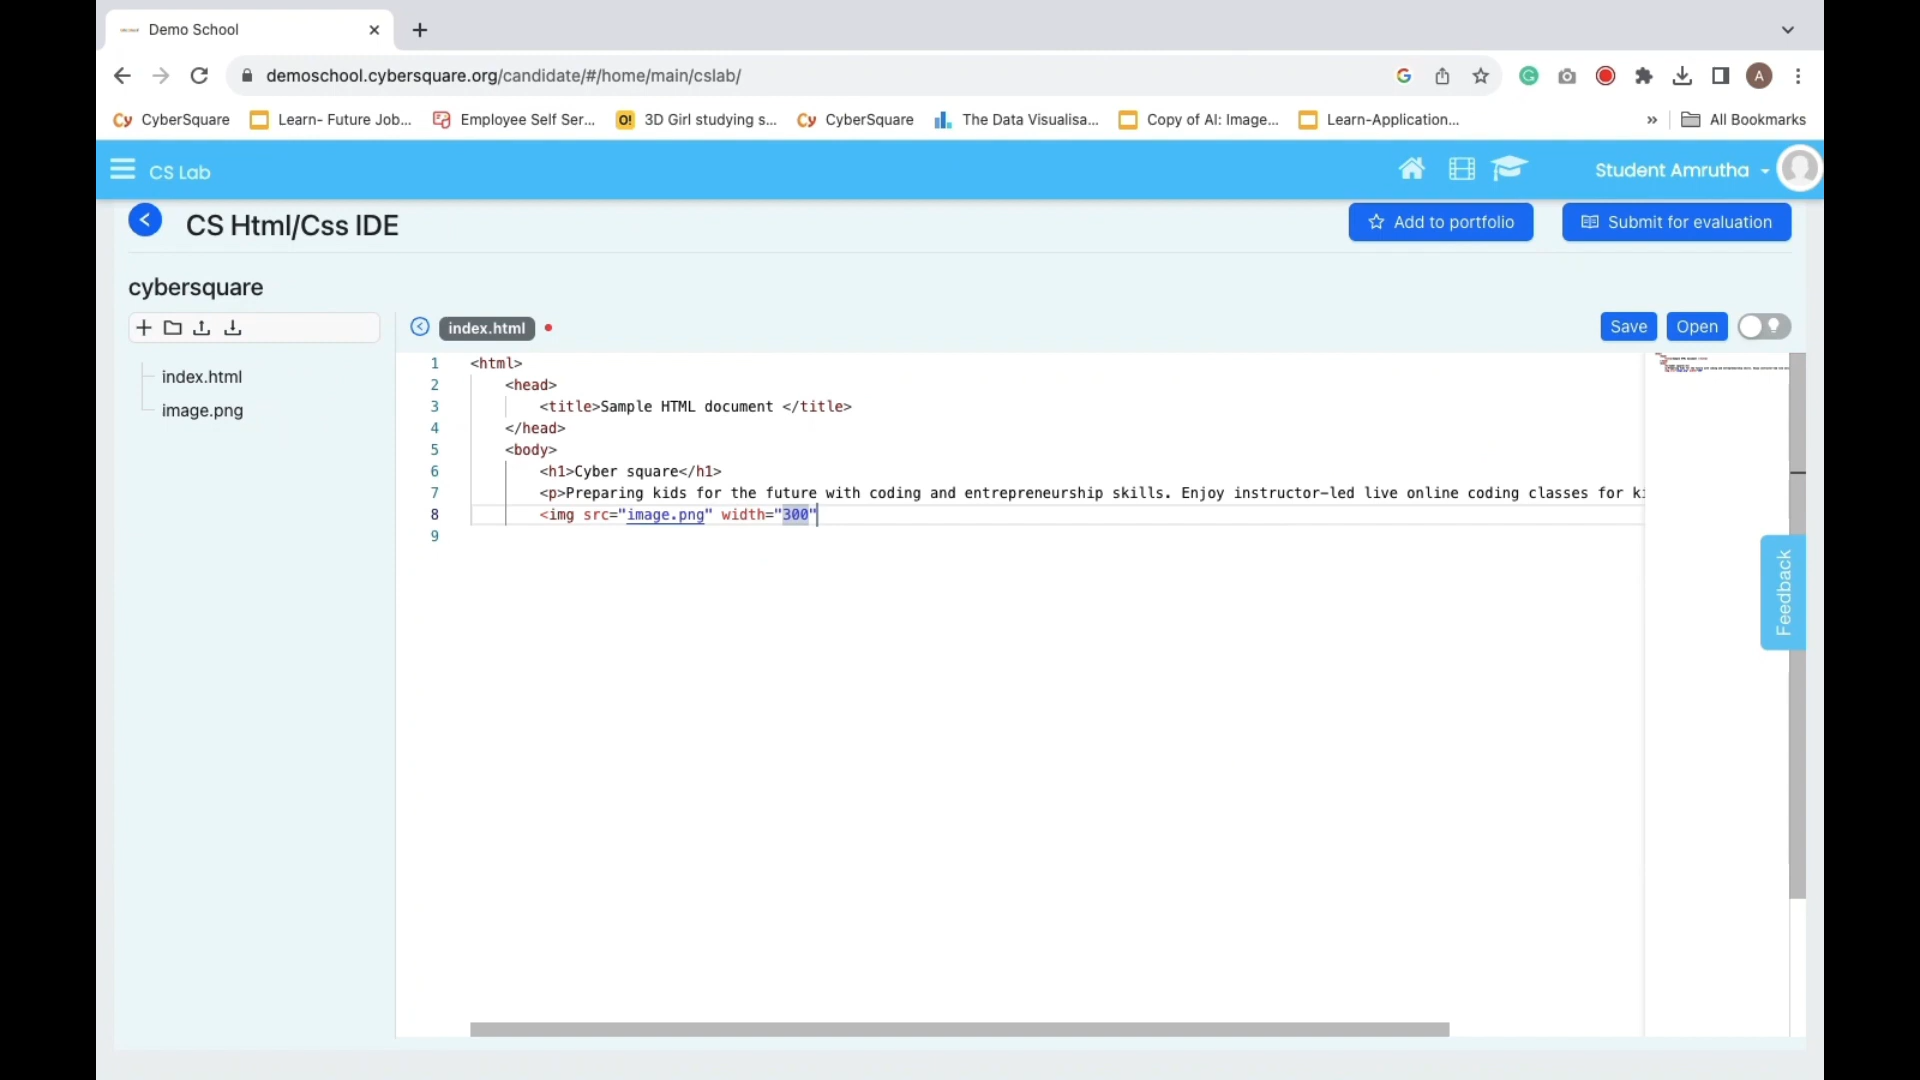 Demo School
demoschool.cybersquare.org/candidate/#/home/main/cslab/
A
Cy CyberSquare Learn- Future Job... Employee Self Ser... O! 3D Girl studying s... Cy CyberSquare The Data Visualisa... Copy of AI: Image... Learn-Application... » All Bookmarks
CS Lab Student Amrutha
CS Html/Css IDE Add to portfolio Submit for evaluation
cybersquare
index.html Save Open
index.html
image.png
1 <html>
2 <head>
3 <title>Sample HTML document </title>
4 </head>
5 <body>
6 <h1>Cyber square</h1>
7 <p>Preparing kids for the future with coding and entrepreneurship skills. Enjoy instructor-led live online coding classes for ki
8 <img src="image.png" width="300"
9
Feedback